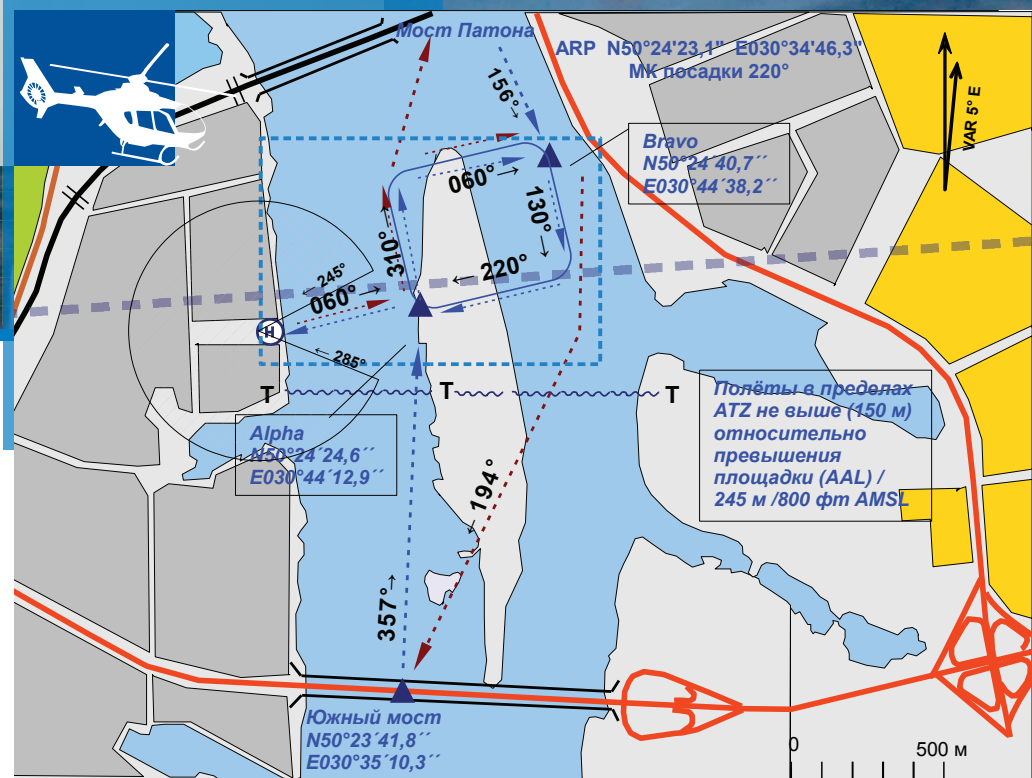 Мост Патона
ARP N50°24'23,1" E030°34'46,3"
МК посадки 220°
156°→
VAR 5° E
Bravo
N50°24´40,7´´
E030°44´38,2´´
060° →
130° →
310° →
← 220°
← 245°
060° →
H
← 285°
T
T
T
Полёты в пределах
ATZ не выше (150 м)
относительно
превышения
площадки (AAL) /
245 м /800 фт AMSL
Alpha
N50°24´24,6´´
E030°44´12,9´´
← 194°
357°→
Южный мост
N50°23´41,8´´
E030°35´10,3´´
0
500 м